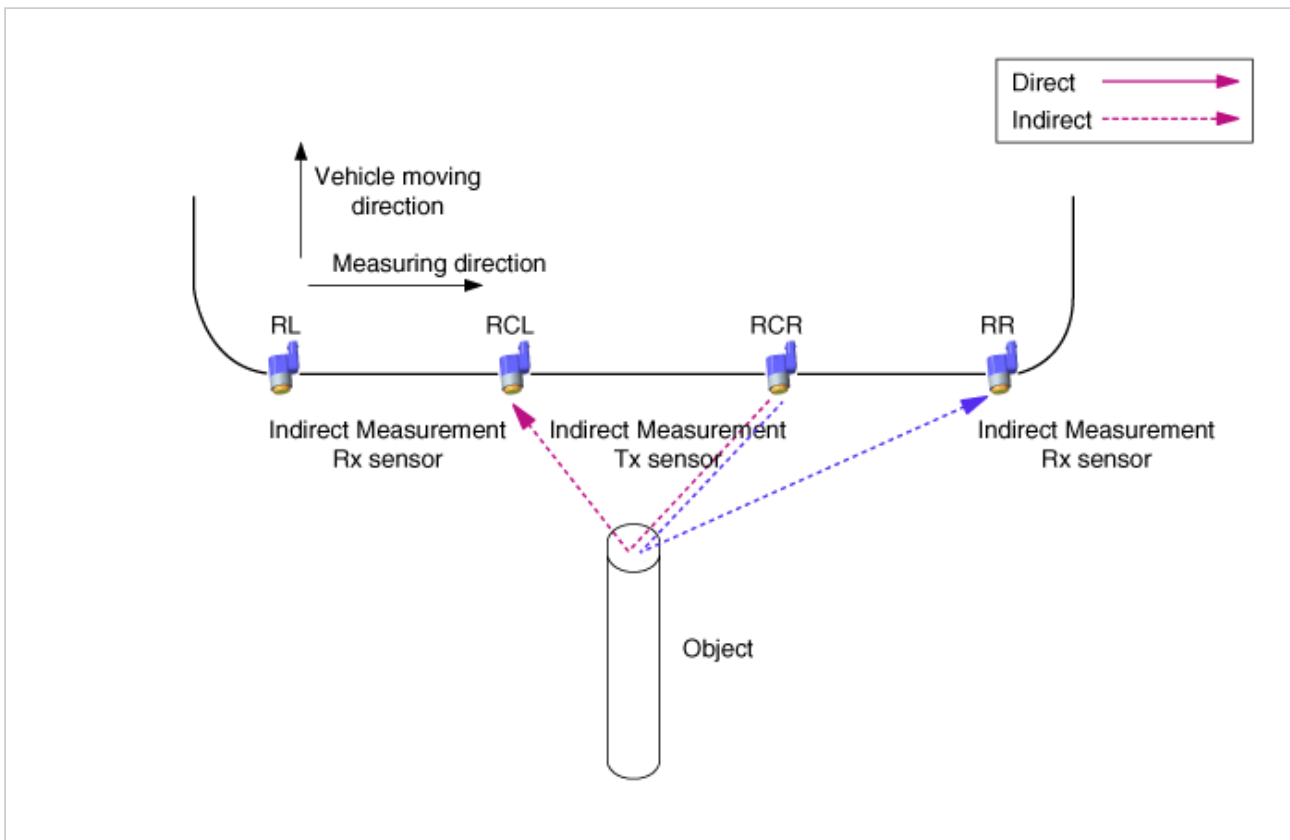 Direct
Indirect
Vehicle moving
direction
Measuring direction
RL
RCL
RCR
RR
Indirect Measurement
Rx sensor
Indirect Measurement
Tx sensor
Indirect Measurement
Rx sensor
Object